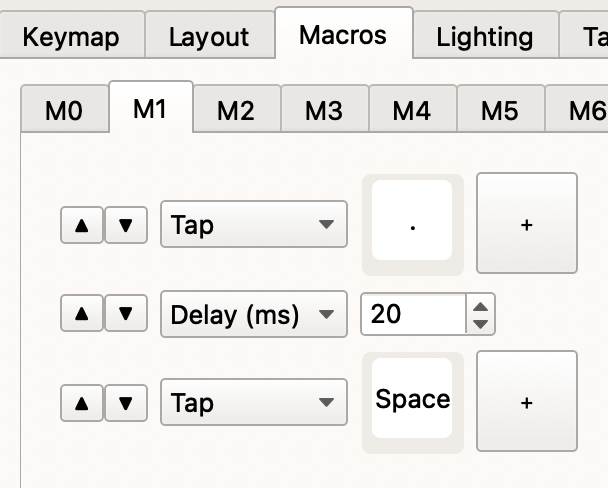 Keymap Layout Macros Lighting Ta
M0 M1 M2 M3 M4 M5 M6
Tap . +
Delay (ms) 20
Tap Space +